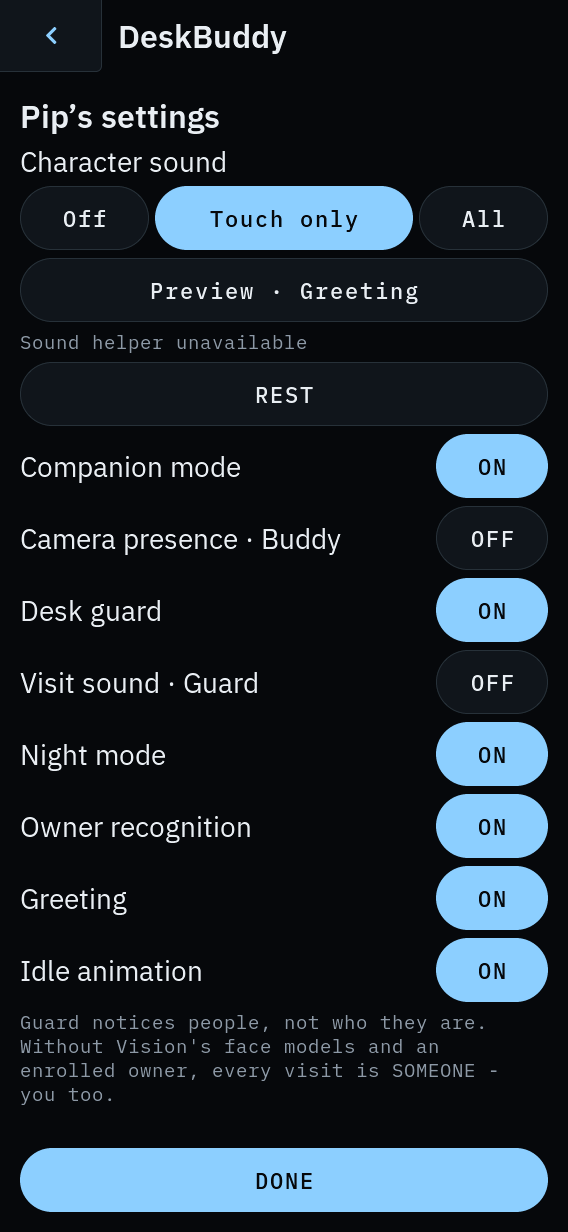 DeskBuddy
Pip’s settings
Character sound
Off
Touch only
All
Preview · Greeting
Sound helper unavailable
REST
Companion mode
ON
Camera presence · Buddy
OFF
Desk guard
ON
Visit sound · Guard
OFF
Night mode
ON
Owner recognition
ON
Greeting
ON
Idle animation
ON
Guard notices people, not who they are.
Without Vision's face models and an
enrolled owner, every visit is SOMEONE -
you too.
DONE